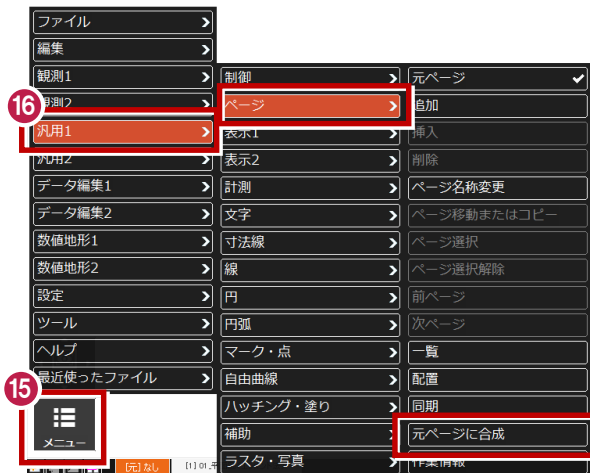 ファイル
編集
観測1
観測2
⑯
汎用1
汎用2
データ編集1
データ編集2
数値地形1
数値地形2
設定
ツール
ヘルプ
最近使ったファイル
⑮
メニュー
制御
ページ
表示1
表示2
計測
文字
寸法線
線
円
円弧
マーク・点
自由曲線
ハッチング・塗り
補助
ラスタ・写真
元ページ
追加
挿入
削除
ページ名称変更
ページ移動またはコピー
ページ選択
ページ選択解除
前ページ
次ページ
一覧
配置
同期
元ページに合成
作業情報
[元]なし
[1] 01_平